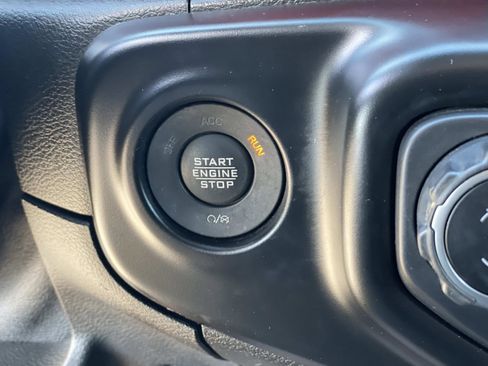 OFF ACC RUN
START
ENGINE
STOP